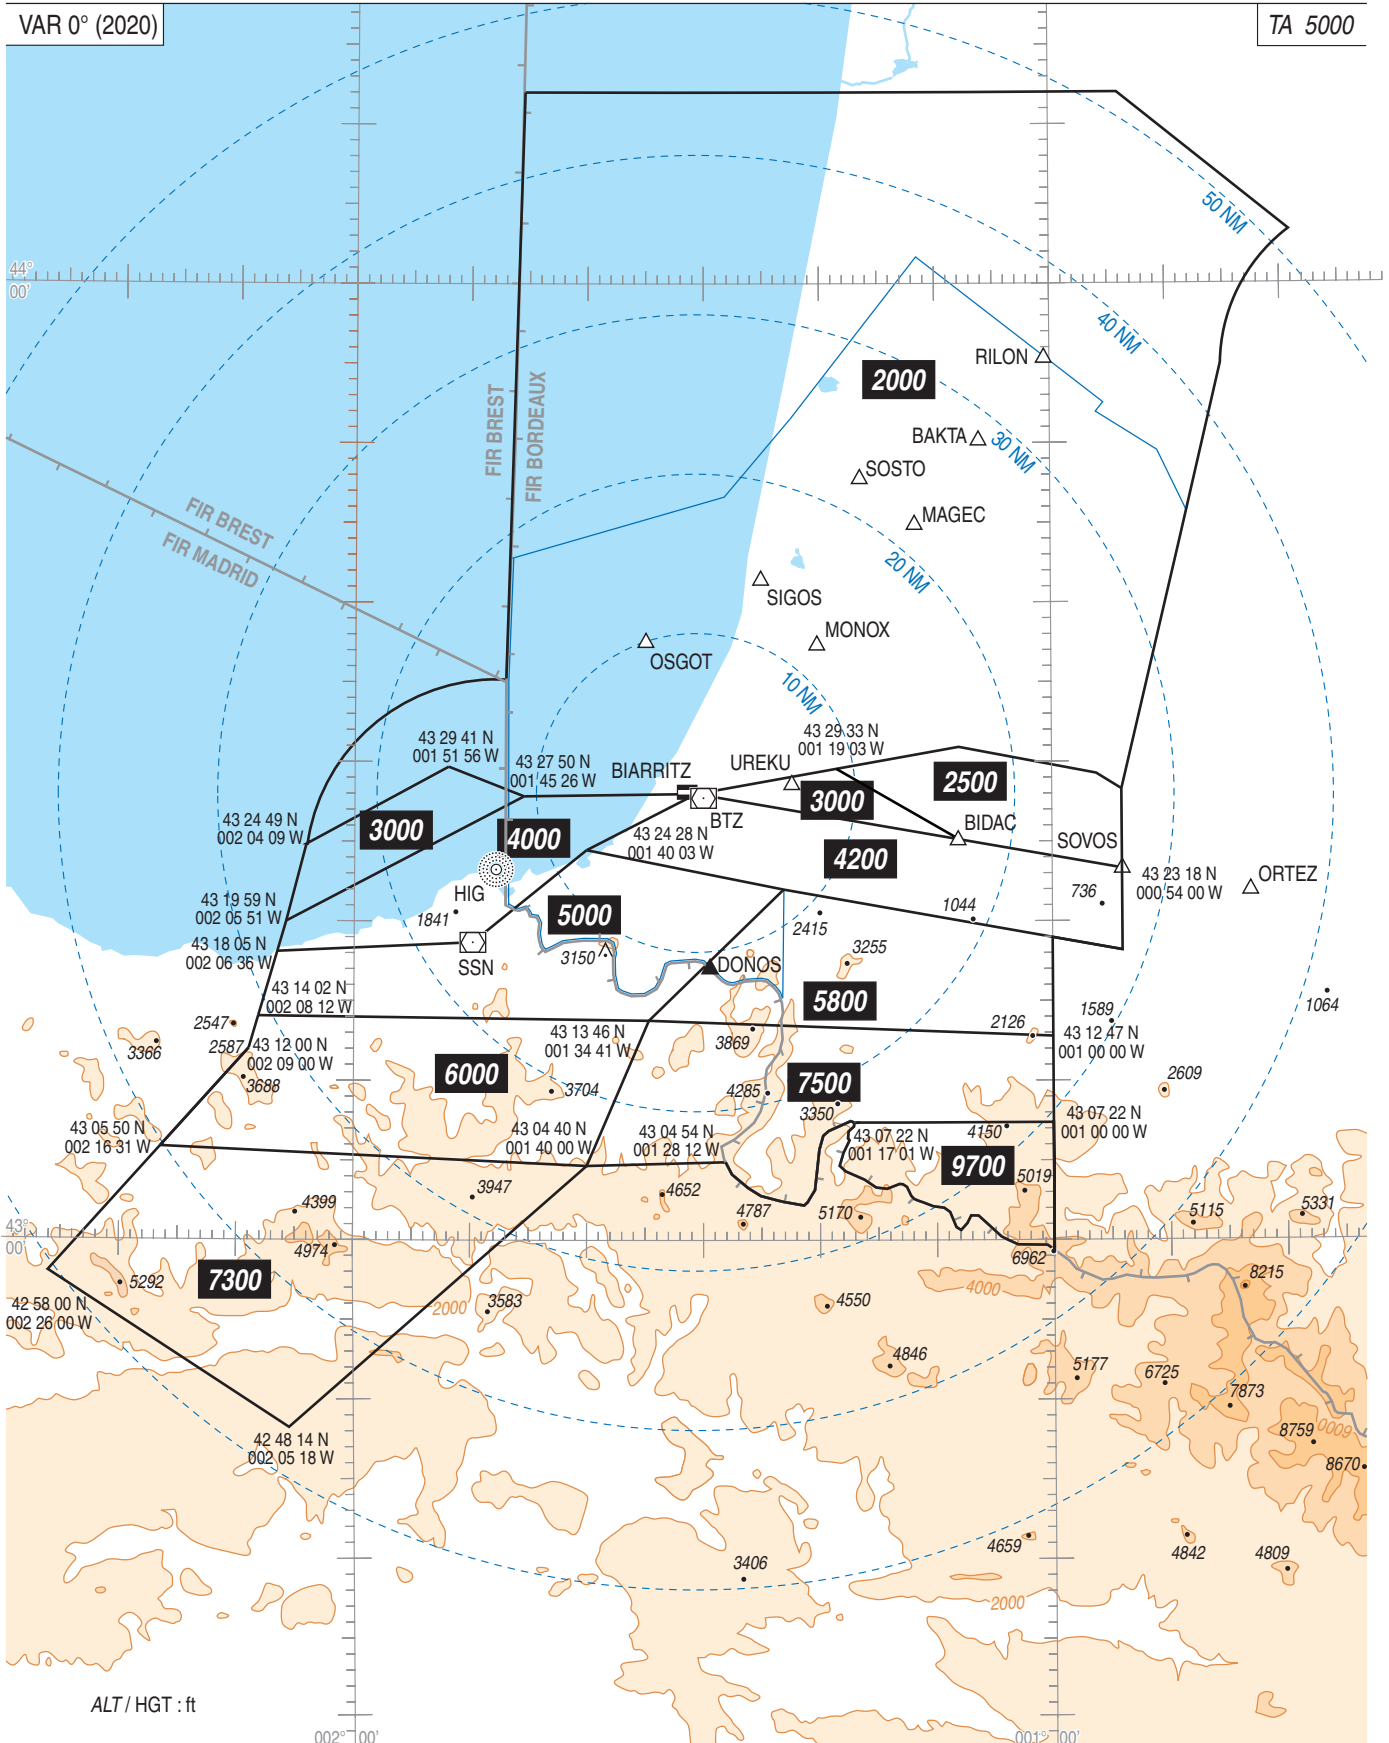 VAR 0° (2020)
TA 5000
50 NM
44°
00'
40 NM
RILON
2000
FIR BREST
FIR BORDEAUX
BAKTA
30 NM
SOSTO
MAGEC
FIR BREST
FIR MADRID
20 NM
SIGOS
MONOX
OSGOT
10 NM
43 29 41 N
001 51 56 W
43 29 33 N
001 19 03 W
43 27 50 N
001 45 26 W
BIARRITZ
UREKU
2500
3000
BTZ
BIDAC
43 24 49 N
002 04 09 W
3000
4000
43 24 28 N
001 40 03 W
SOVOS
4200
43 23 18 N
000 54 00 W
ORTEZ
HIG
736
43 19 59 N
002 05 51 W
1841
5000
1044
2415
43 18 05 N
002 06 36 W
SSN
3150
DONOS
3255
43 14 02 N
002 08 12 W
5800
1064
1589
2547
2126
43 12 47 N
001 00 00 W
43 13 46 N
001 34 41 W
3869
3366
2587
43 12 00 N
002 09 00 W
6000
7500
2609
3688
3704
4285
3350
43 05 50 N
002 16 31 W
43 04 40 N
001 40 00 W
43 04 54 N
001 28 12 W
43 07 22 N
001 17 01 W
4150
43 07 22 N
001 00 00 W
9700
5019
3947
4652
4399
4787
5170
5115
5331
43°
00'
4974
6962
5292
7300
8215
4000
42 58 00 N
002 26 00 W
2000
3583
4550
4846
5177
6725
7873
42 48 14 N
002 05 18 W
8759
6000
8670
4659
4842
4809
3406
2000
ALT / HGT : ft
002° 00'
001° 00'